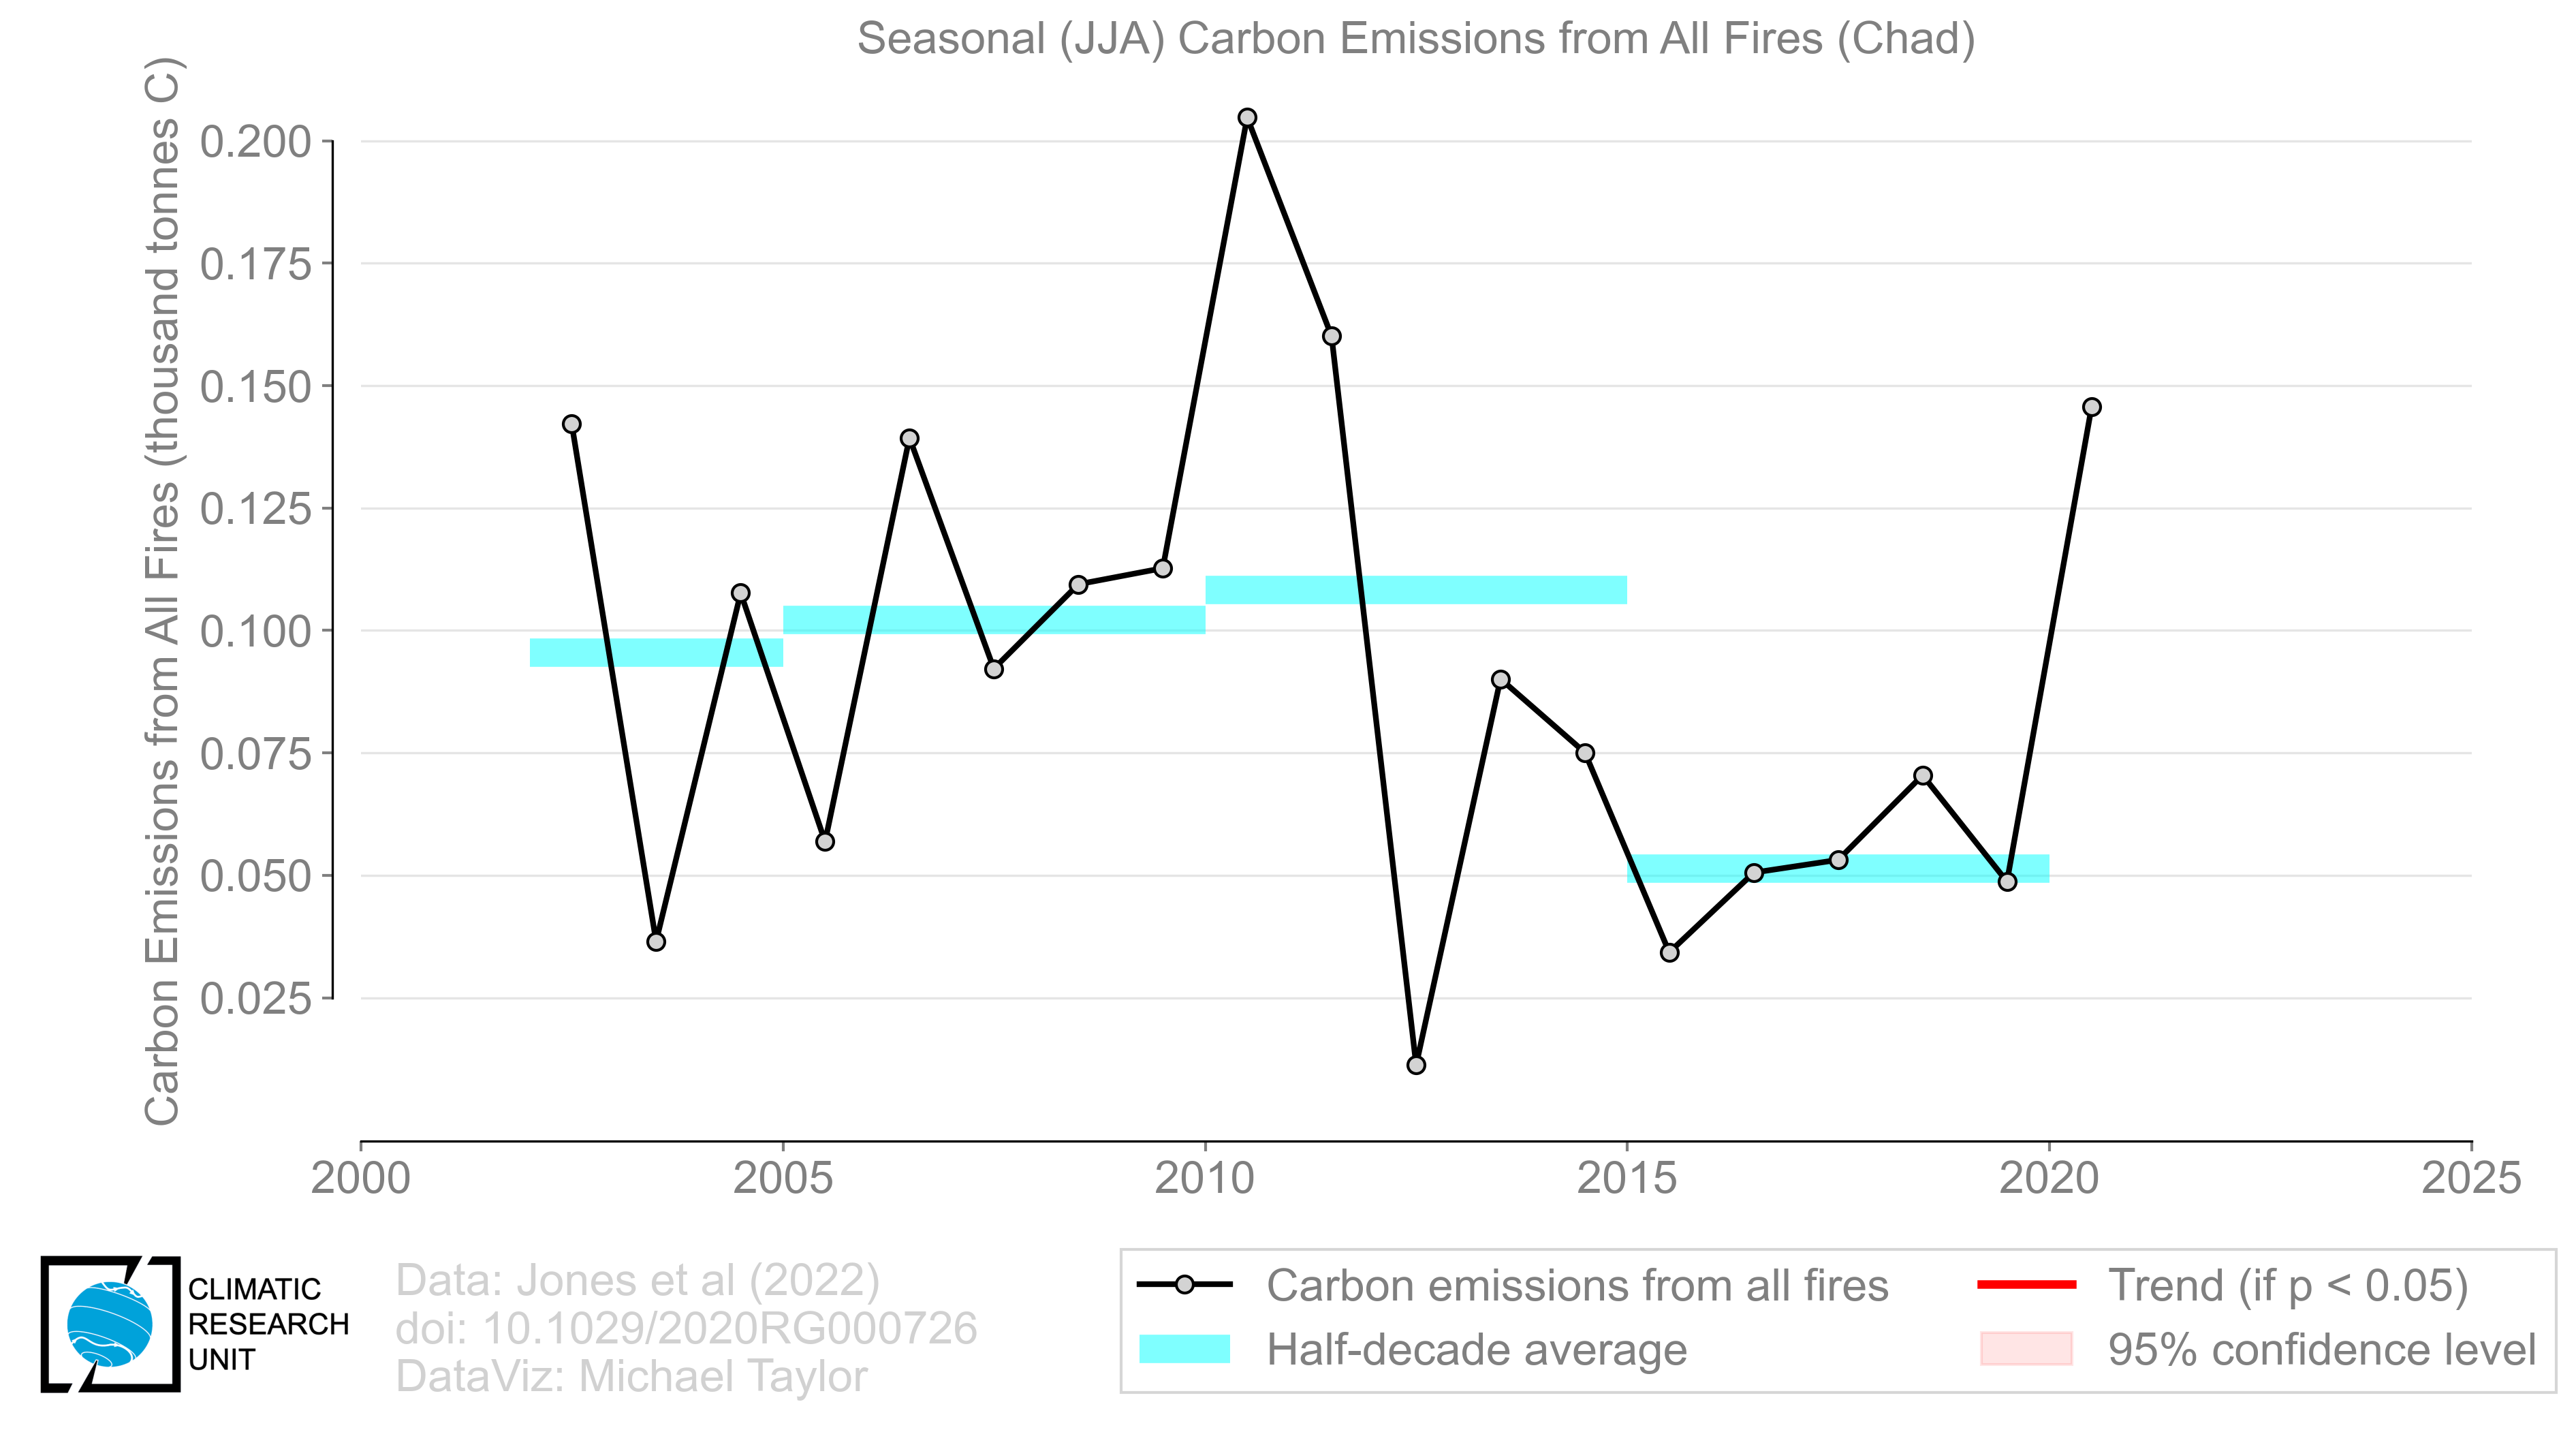 Seasonal (JJA) Carbon Emissions from All Fires (Chad)
Carbon Emissions from All Fires (thousand tonnes C)
0.200
0.175
0.150
0.125
0.100
0.075
0.050
0.025
2000
2005
2010
2015
2020
2025
CLIMATIC
RESEARCH
UNIT
Data: Jones et al (2022)
doi: 10.1029/2020RG000726
DataViz: Michael Taylor
Carbon emissions from all fires
Half-decade average
Trend (if p < 0.05)
95% confidence level